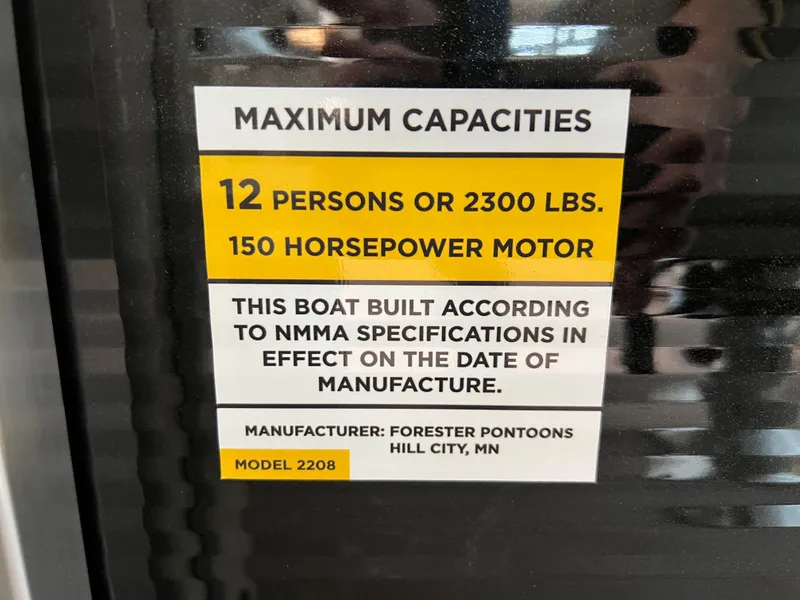 MAXIMUM CAPACITIES
12 PERSONS OR 2300 LBS.
150 HORSEPOWER MOTOR
THIS BOAT BUILT ACCORDING
TO NMMA SPECIFICATIONS IN
EFFECT ON THE DATE OF
MANUFACTURE.
MANUFACTURER: FORESTER PONTOONS
HILL CITY, MN
MODEL 2208